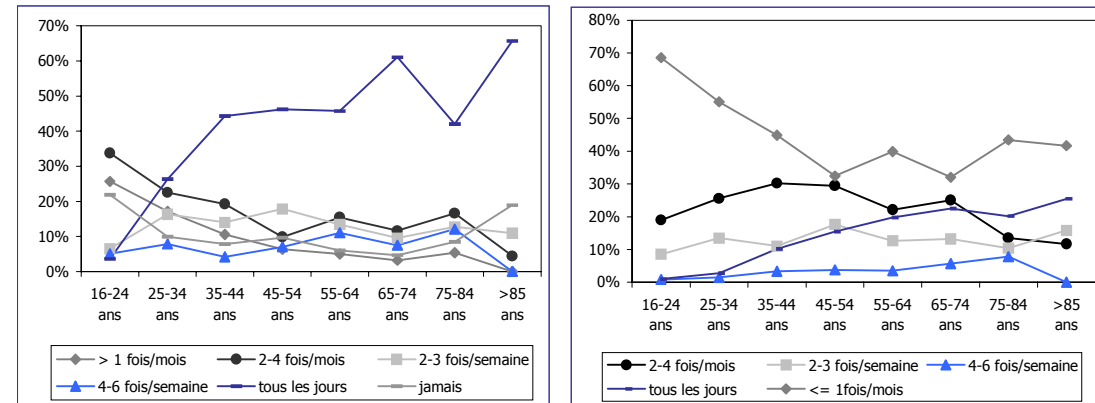 70%
60%
50%
40%
30%
20%
10%
0%
16-24 25-34 35-44 45-54 55-64 65-74 75-84 >85
ans ans ans ans ans ans ans ans
> 1 fois/mois 2-4 fois/mois 2-3 fois/semaine
4-6 fois/semaine tous les jours jamais
80%
70%
60%
50%
40%
30%
20%
10%
0%
16-24 25-34 35-44 45-54 55-64 65-74 75-84 >85
ans ans ans ans ans ans ans ans
2-4 fois/mois 2-3 fois/semaine 4-6 fois/semaine
tous les jours <= 1fois/mois